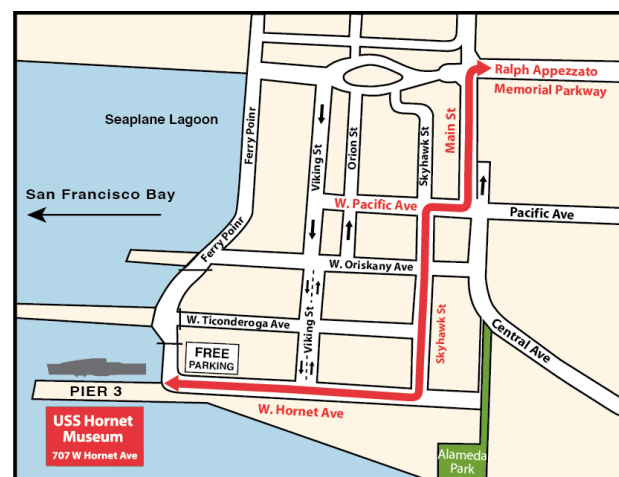 Ralph Appezzato
Memorial Parkway
Ferry Poinr
Seaplane Lagoon
Viking St
Orion St
Skyhawk St
Main St
San Francisco Bay
W. Pacific Ave
Pacific Ave
Ferry Poinr
W. Oriskany Ave
W. Ticonderoga Ave
Viking St
Skyhawk St
Central Ave
FREE
PARKING
PIER 3
W. Hornet Ave
USS Hornet
Museum
707 W Hornet Ave
Alameda
Park